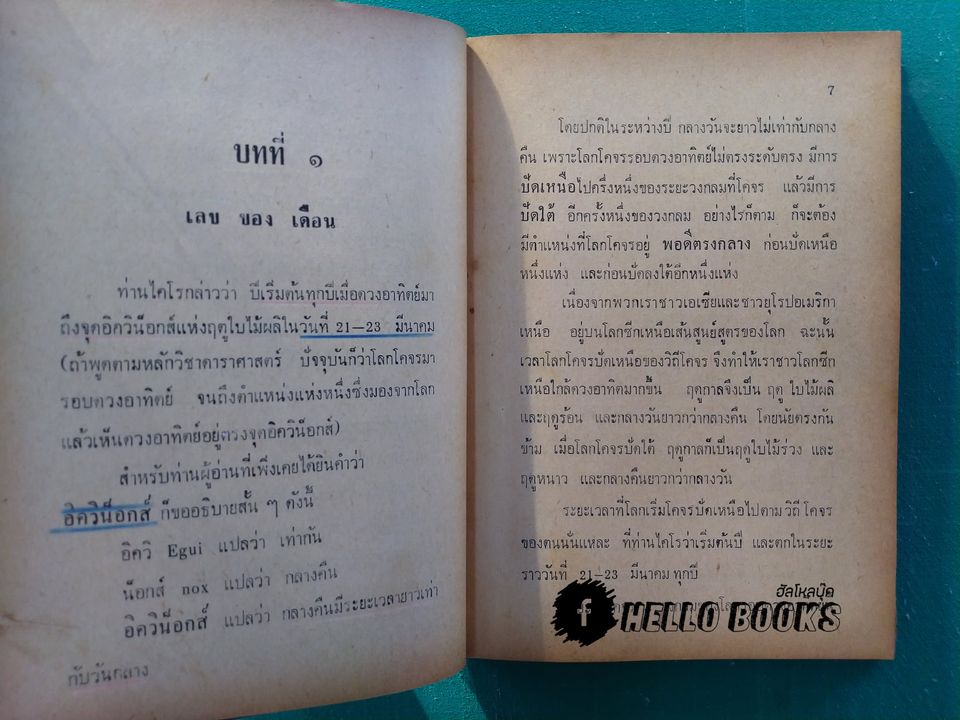 บทที่ ๑
เลข ของ เดือน
ท่านไคโรกล่าวว่า ปีเริ่มต้นทุกปีเมื่อดวงอาทิตย์มา
ถึงจุดอิควิน็อกส์แห่งฤดูใบไม้ผลิในวันที่ 21—23 มีนาคม
(ถ้าพูดตามหลักวิชาดาราศาสตร์ ปัจจุบันก็ว่าโลกโคจรมา
รอบดวงอาทิตย์ จนถึงตำแหน่งแห่งหนึ่งซึ่งมองจากโลก
แล้วเห็นดวงอาทิตย์อยู่ตรงจุดอิควิน็อกส์)
สำหรับท่านผู้อ่านที่เพิ่งเคยได้ยินคำว่า
อิควิน็อกส์ ก็ขออธิบายสั้น ๆ ดังนี้
อิควิ Egui แปลว่า เท่ากัน
น็อกส์ nox แปลว่า กลางคืน
อิควิน็อกส์ แปลว่า กลางคืนมีระยะเวลายาวเท่า
กับวันกลาง
7
โดยปกติในระหว่างปี กลางวันจะยาวไม่เท่ากับกลาง
คืน เพราะโลกโคจรรอบดวงอาทิตย์ไม่ตรงระดับตรง มีการ
ปัดเหนือไปครึ่งหนึ่งของระยะวงกลมที่โคจร แล้วมีการ
ปัดใต้ อีกครั้งหนึ่งของวงกลม อย่างไรก็ตาม ก็จะต้อง
มีตำแหน่งที่โลกโคจรอยู่ พอดีตรงกลาง ก่อนปัดเหนือ
หนึ่งแห่ง และก่อนปัดลงใต้อีกหนึ่งแห่ง
เนื่องจากพวกเราชาวเอเซียและชาวยุโรปอเมริกา
เหนือ อยู่บนโลกซีกเหนือเส้นสูนย์สูตรของโลก ฉะนั้น
เวลาโลกโคจรปัดเหนือของวิถีโคจร จึงทำให้เราชาวโลกซีก
เหนือใกล้ดวงอาทิตมากขึ้น ฤดูกาลจึงเป็น ฤดู ใบไม้ผลิ
และฤดูร้อน และกลางวันยาวกว่ากลางคืน โดยนัยตรงกัน
ข้าม เมื่อโลกโคจรปัดใต้ ฤดูกาลก็เป็นฤดูใบไม้ร่วง และ
ฤดูหนาว และกลางคืนยาวกว่ากลางวัน
ระยะเวลาที่โลกเริ่มโคจรปัดเหนือไปตาม วิถี โคจร
ของตนนั่นแหละ ที่ท่านไคโรว่าเริ่มต้นปี และตกในระยะ
ราววันที่ 21—23 มีนาคม ทุกปี
ฮัลโหลบุ๊ค
f HELLO BOOKS